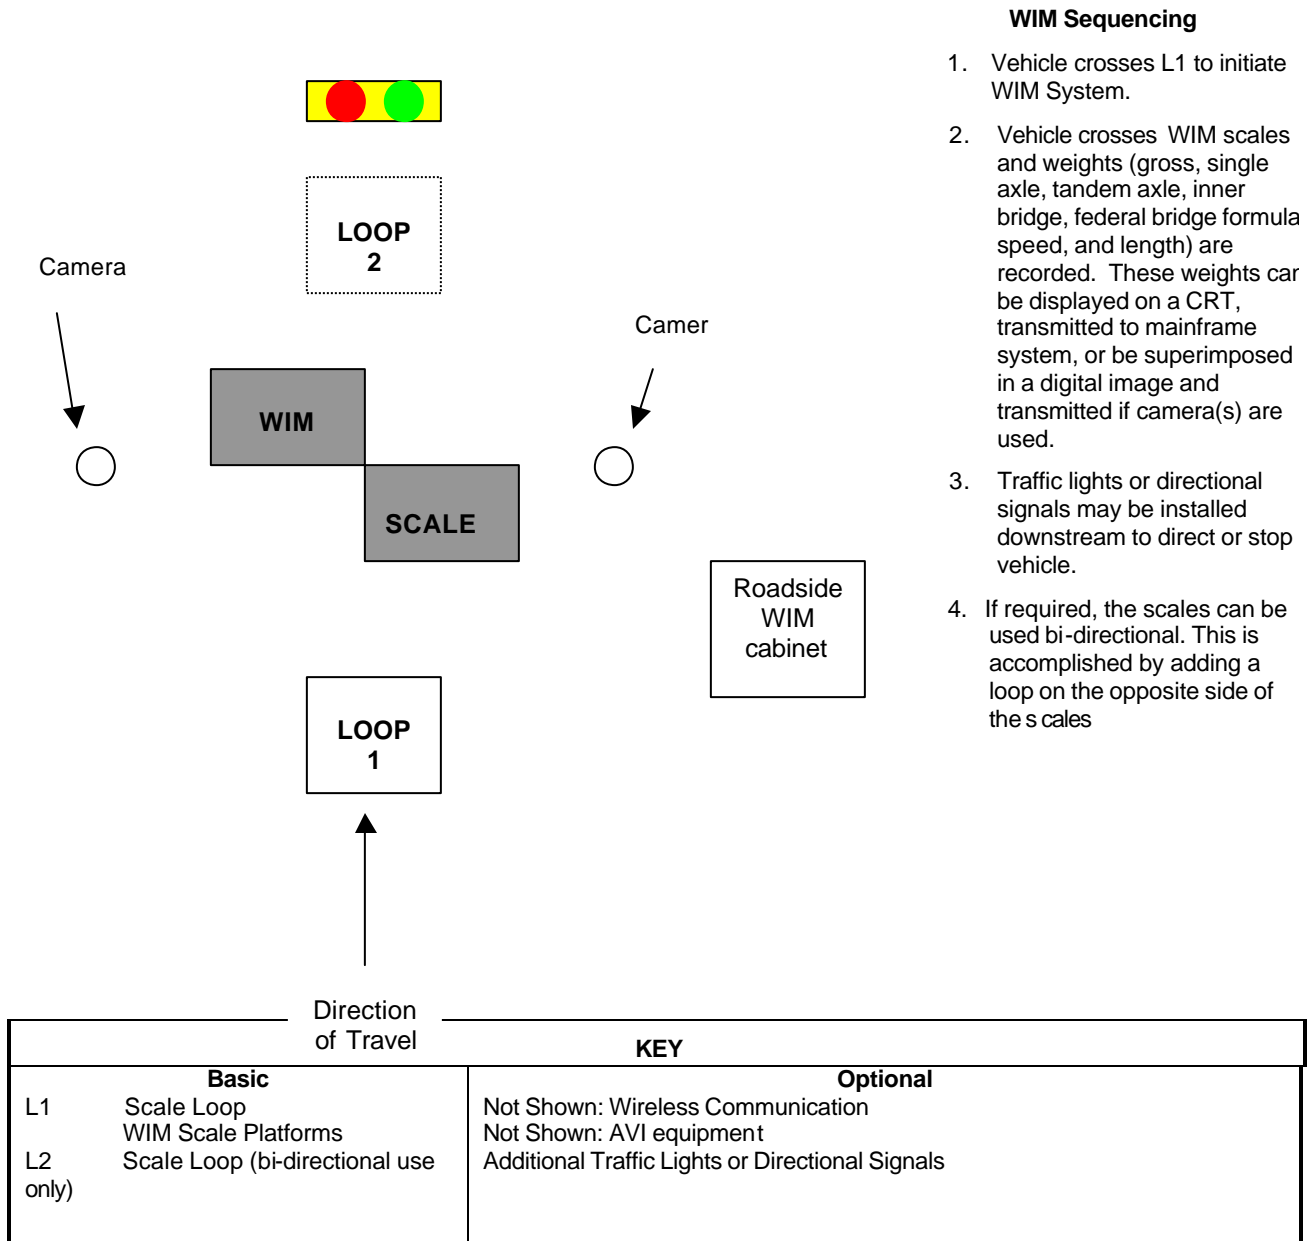 WIM Sequencing
1. Vehicle crosses L1 to initiate
WIM System.
2. Vehicle crosses WIM scales
and weights (gross, single
axle, tandem axle, inner
bridge, federal bridge formula
speed, and length) are
recorded. These weights can
be displayed on a CRT,
transmitted to mainframe
system, or be superimposed
in a digital image and
transmitted if camera(s) are
used.
3. Traffic lights or directional
signals may be installed
downstream to direct or stop
vehicle.
4. If required, the scales can be
used bi-directional. This is
accomplished by adding a
loop on the opposite side of
the s cales
LOOP
2
Camera
Camer
WIM
SCALE
Roadside
WIM
cabinet
LOOP
1
Direction
of Travel
KEY
Basic
L1 Scale Loop
WIM Scale Platforms
L2 Scale Loop (bi-directional use
only)
Optional
Not Shown: Wireless Communication
Not Shown: AVI equipment
Additional Traffic Lights or Directional Signals